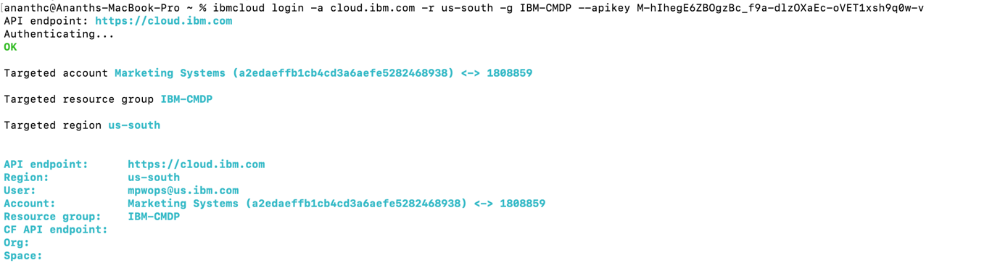 ananthc@Ananths-MacBook-Pro ~ % ibmcloud login -a cloud.ibm.com -r us-south -g IBM-CMDP --apikey M-hIhegE6ZBOgzBc_f9a-dlzOXaEc-oVET1xsh9q0w-v
API endpoint: https://cloud.ibm.com
Authenticating...
OK
Targeted account Marketing Systems (a2edaeffb1cb4cd3a6aefe5282468938) <-> 1808859
Targeted resource group IBM-CMDP
Targeted region us-south
API endpoint: https://cloud.ibm.com
Region: us-south
User: mpwops@us.ibm.com
Account: Marketing Systems (a2edaeffb1cb4cd3a6aefe5282468938) <-> 1808859
Resource group: IBM-CMDP
CF API endpoint:
Org:
Space: